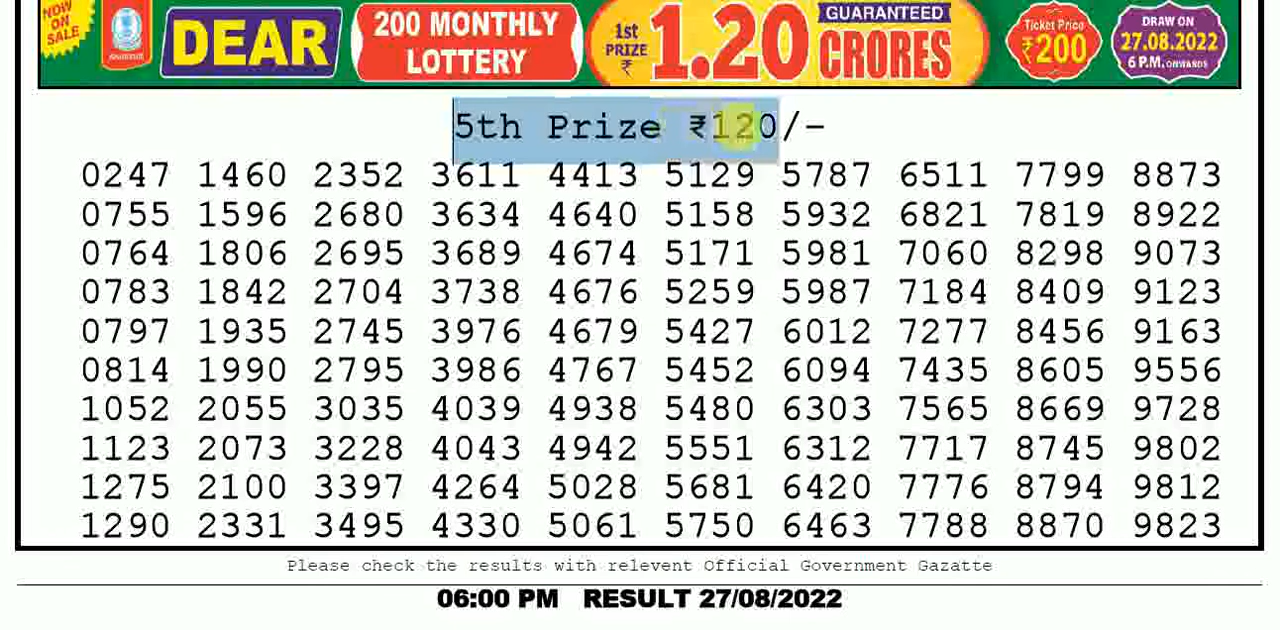 NOW
ON
SALE
DEAR
200 MONTHLY
LOTTERY
1st
PRIZE
₹
1.20
GUARANTEED
CRORES
Ticket Price
₹200
DRAW ON
27.08.2022
6 P.M. ONWARDS
5th Prize ₹120/-
0247 1460 2352 3611 4413 5129 5787 6511 7799 8873
0755 1596 2680 3634 4640 5158 5932 6821 7819 8922
0764 1806 2695 3689 4674 5171 5981 7060 8298 9073
0783 1842 2704 3738 4676 5259 5987 7184 8409 9123
0797 1935 2745 3976 4679 5427 6012 7277 8456 9163
0814 1990 2795 3986 4767 5452 6094 7435 8605 9556
1052 2055 3035 4039 4938 5480 6303 7565 8669 9728
1123 2073 3228 4043 4942 5551 6312 7717 8745 9802
1275 2100 3397 4264 5028 5681 6420 7776 8794 9812
1290 2331 3495 4330 5061 5750 6463 7788 8870 9823
Please check the results with relevent Official Government Gazatte
06:00 PM RESULT 27/08/2022